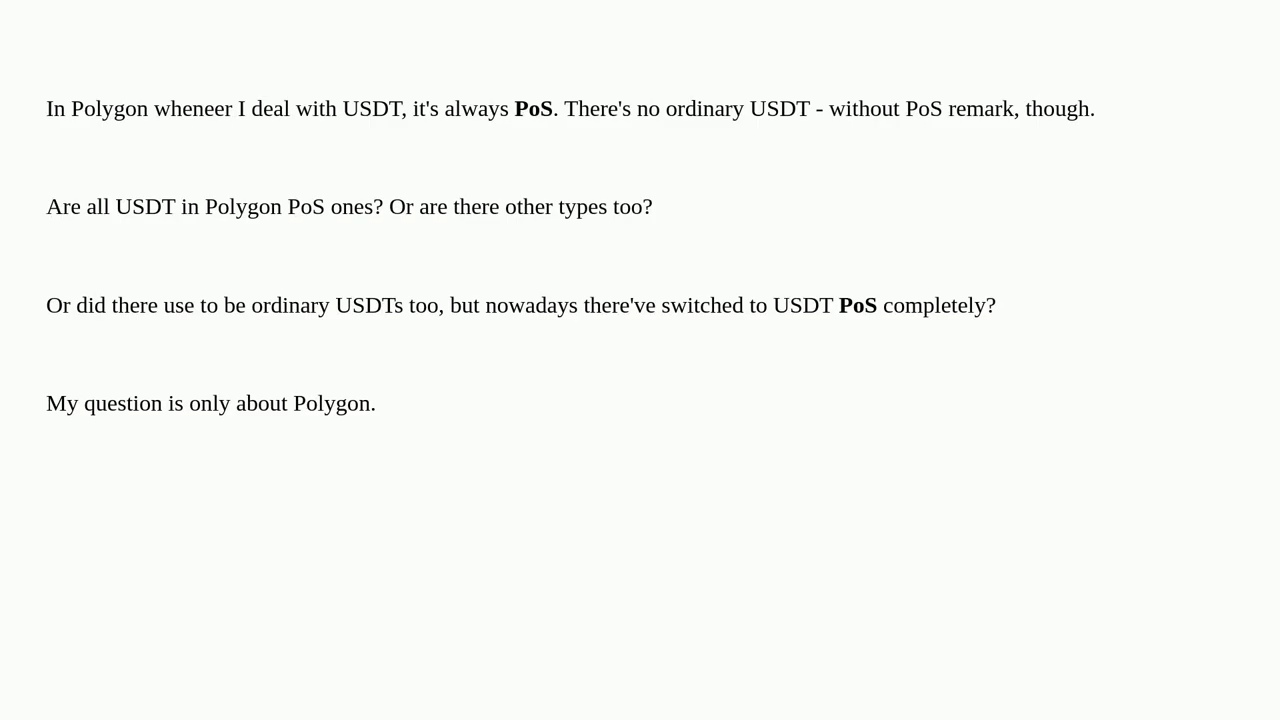 In Polygon wheneer I deal with USDT, it's always PoS. There's no ordinary USDT - without PoS remark, though.
Are all USDT in Polygon PoS ones? Or are there other types too?
Or did there use to be ordinary USDTs too, but nowadays there've switched to USDT PoS completely?
My question is only about Polygon.